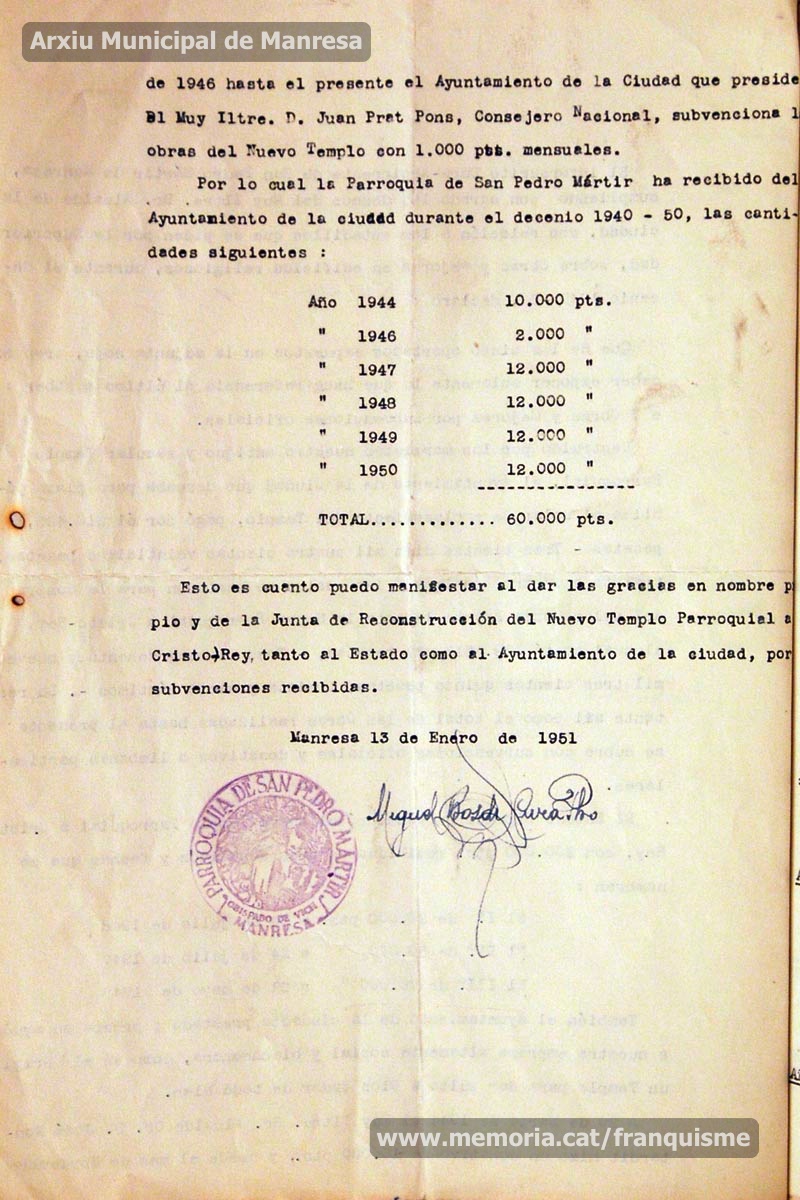 Arxiu Municipal de Manresa
de 1946 hasta el presente el Ayuntamiento de la Ciudad que preside
El Muy Iltre. D. Juan Prat Pons, Consejero Nacional, subvenciona l
obras del Nuevo Templo con 1.000 pts. mensuales.
Por lo cual la Parroquia de San Pedro Mártir ha recibido del
Ayuntamiento de la ciudad durante el decenio 1940 - 50, las canti-
dades siguientes :
Año 1944 10.000 pts.
" 1946 2.000 "
" 1947 12.000 "
" 1948 12.000 "
" 1949 12.000 "
" 1950 12.000 "
TOTAL............. 60.000 pts.
Esto es cuanto puedo manifestar al dar las gracias en nombre p
pio y de la Junta de Reconstrucción del Nuevo Templo Parroquial a
Cristo Rey, tanto al Estado como al Ayuntamiento de la ciudad, por
subvenciones recibidas.
Manresa 13 de Enero de 1951
Miguel Bosch Cura Pbro
PARROQUIA DE SAN PEDRO MARTIR
OBISPADO DE VICH
MANRESA
www.memoria.cat/franquisme